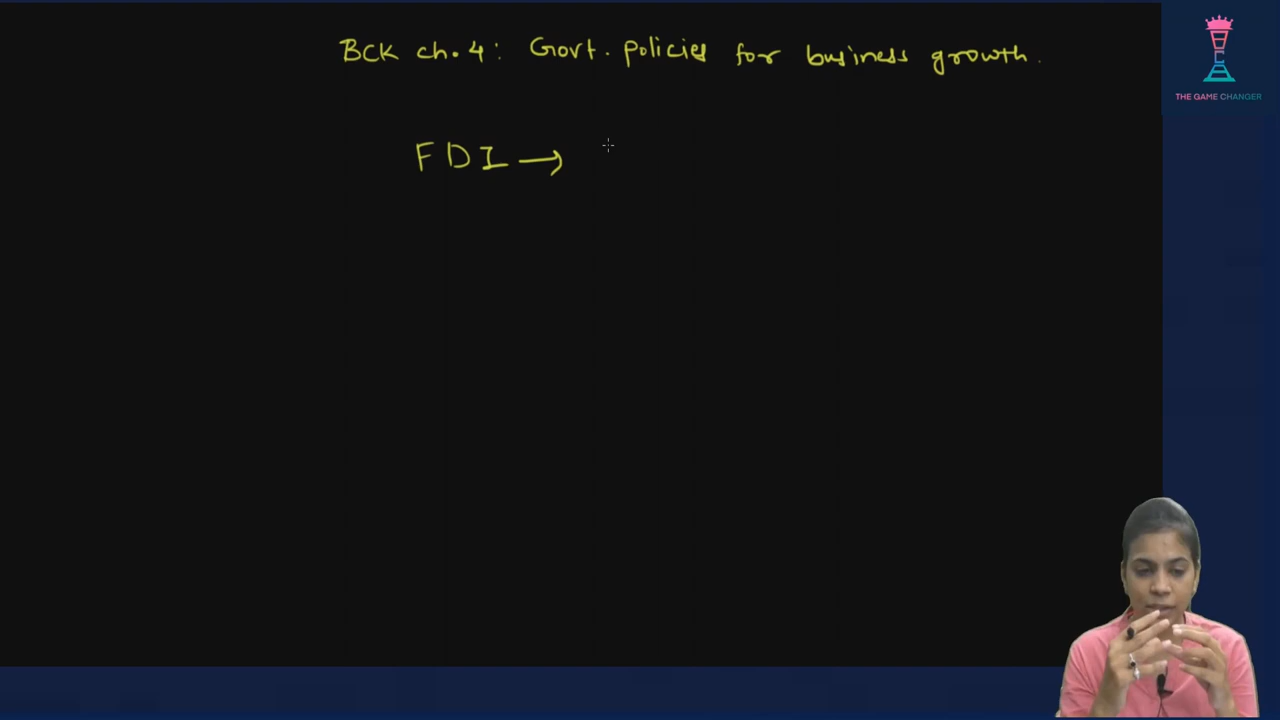 BCK ch. 4: Govt. policies for business growth.
THE GAME CHANGER
FDI →